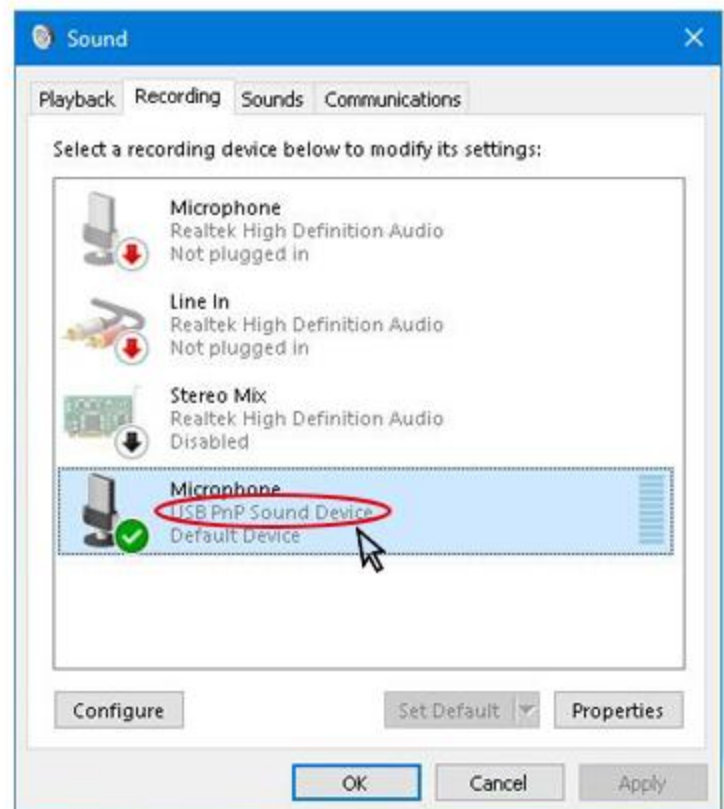 Sound
Playback Recording Sounds Communications
Select a recording device below to modify its settings:
Microphone
Realtek High Definition Audio
Not plugged in
Line In
Realtek High Definition Audio
Not plugged in
Stereo Mix
Realtek High Definition Audio
Disabled
Microphone
USB PnP Sound Device
Default Device
Configure Set Default Properties
OK Cancel Apply